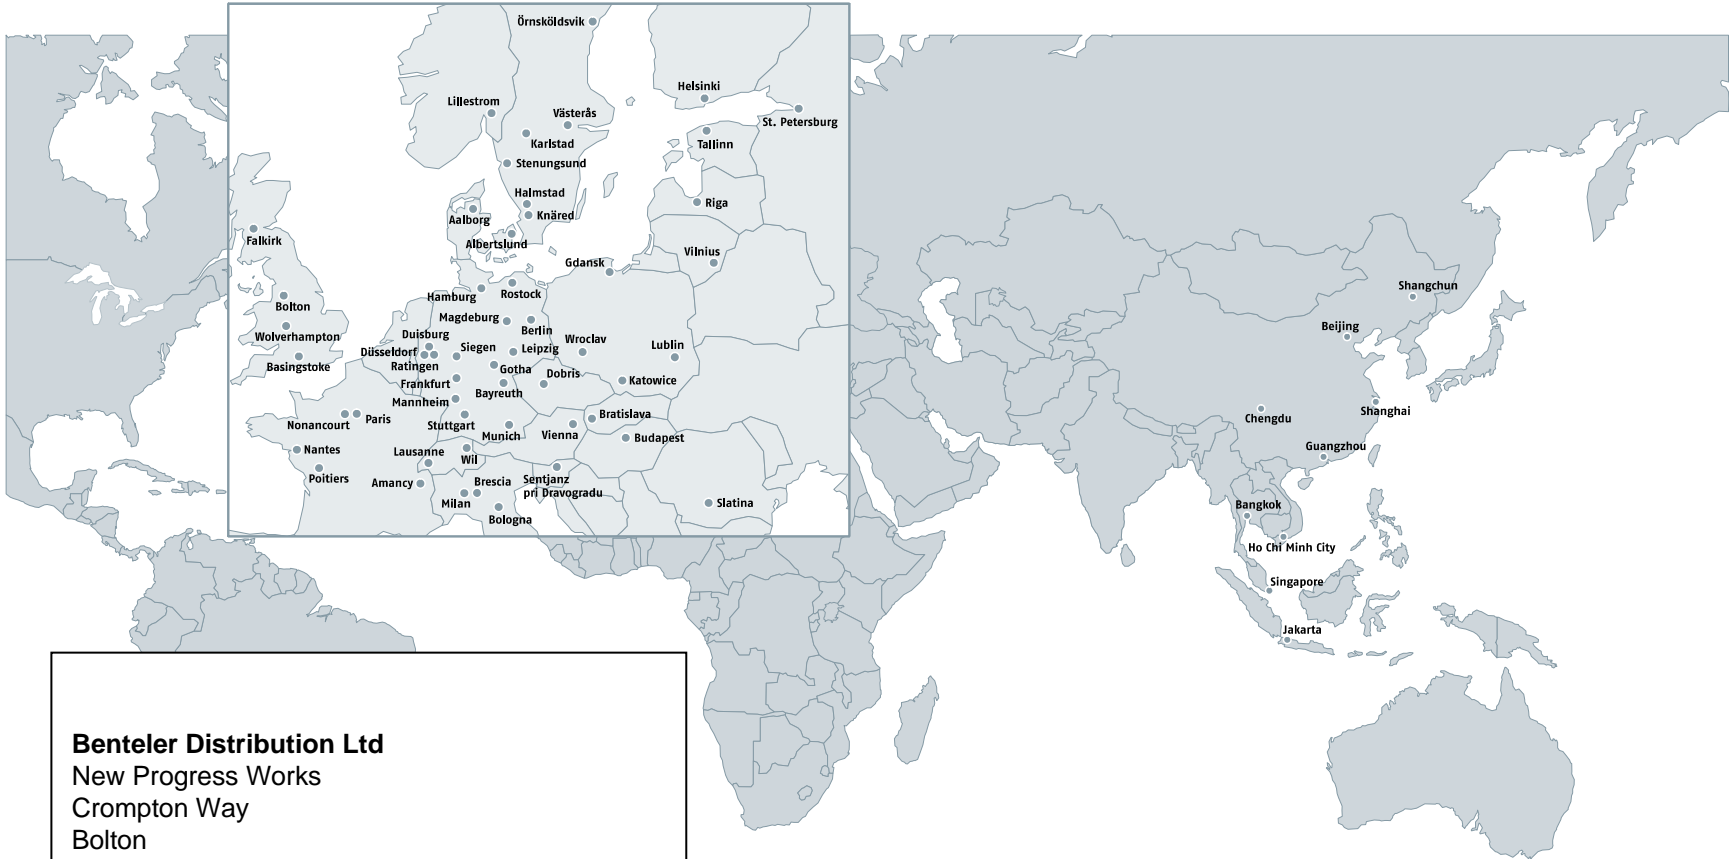 Örnsköldsvik
Helsinki
Lillestrom
Västerås
St. Petersburg
Karlstad
Tallinn
Stenungsund
Halmstad
Riga
Knäred
Aalborg
Falkirk
Albertslund
Vilnius
Gdansk
Shangchun
Hamburg
Rostock
Bolton
Magdeburg
Beijing
Berlin
Wolverhampton
Duisburg
Wroclav
Lublin
Düsseldorf
Siegen
Leipzig
Basingstoke
Ratingen
Gotha
Dobris
Katowice
Frankfurt
Bayreuth
Mannheim
Shanghai
Bratislava
Chengdu
Nonancourt
Paris
Stuttgart
Munich
Vienna
Budapest
Guangzhou
Nantes
Lausanne
Wil
Poitiers
Amancy
Brescia
Sentjanz
pri Dravogradu
Milan
Slatina
Bangkok
Bologna
Ho Chi Minh City
Singapore
Jakarta
Benteler Distribution Ltd
New Progress Works
Crompton Way
Bolton